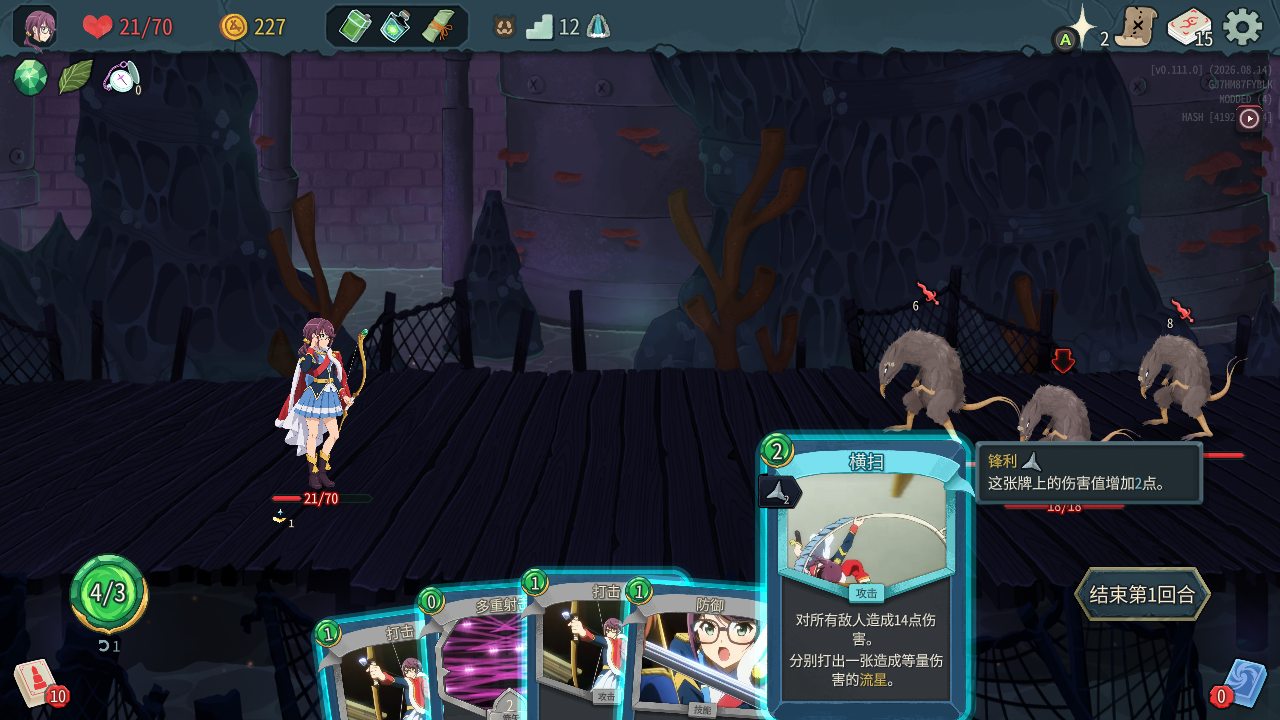 21/70
227
12
A
2
15
0
[v0.111.0] (2026.08.14)
GJ7HM87FYBLK
MODDED (4)
HASH [4192
6
8
21/70
1
18/18
4/3
1
10
1
打击
0
多重射
2
1
打击
攻击
1
防御
技能
2
横扫
2
攻击
对所有敌人造成14点伤
害。
分别打出一张造成等量伤
害的流星。
锋利
这张牌上的伤害值增加2点。
结束第1回合
0